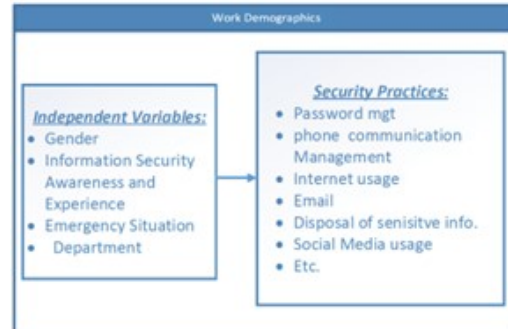 Work Demographics
Independent Variables:
• Gender
• Information Security
Awareness and
Experience
• Emergency Situation
• Department
Security Practices:
• Password mgt
• phone communication
Management
• Internet usage
• Email
• Disposal of senisitve info.
• Social Media usage
• Etc.